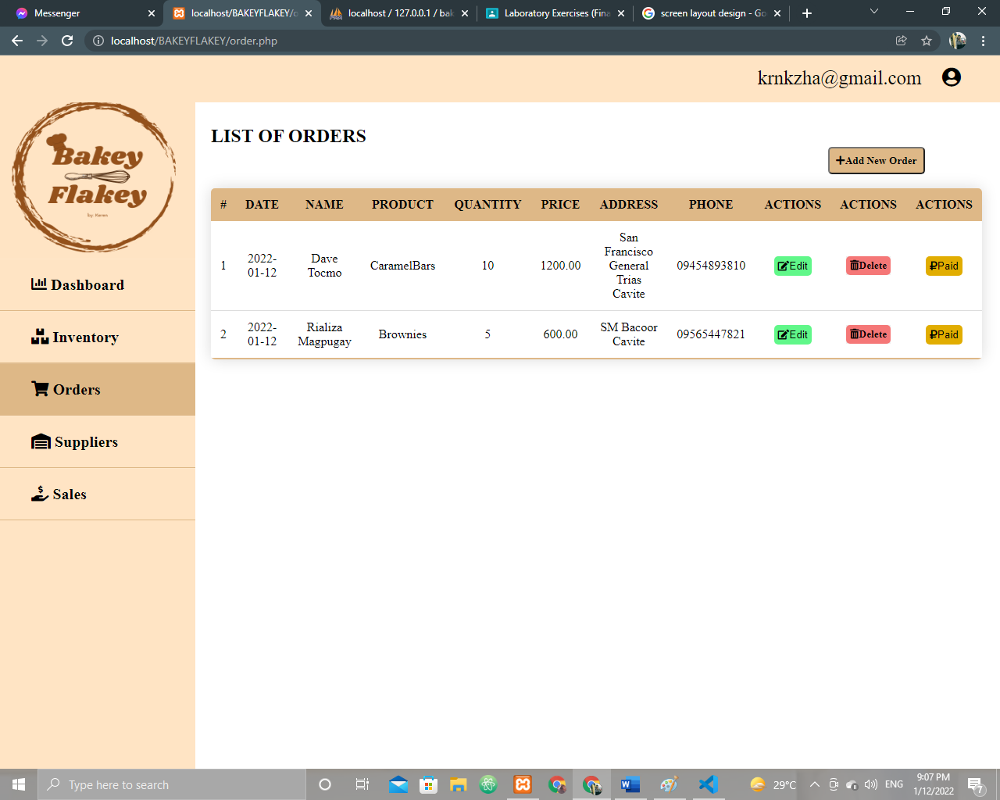 Messenger
localhost/BAKEYFLAKEY/o
localhost / 127.0.0.1 / bak
Laboratory Exercises (Fina
screen layout design - Go
localhost/BAKEYFLAKEY/order.php
krnkzha@gmail.com
Bakey
Flakey
by: Keren
Dashboard
Inventory
Orders
Suppliers
Sales
LIST OF ORDERS
Add New Order
# DATE NAME PRODUCT QUANTITY PRICE ADDRESS PHONE ACTIONS ACTIONS ACTIONS
1 2022-01-12 Dave Tocmo CaramelBars 10 1200.00 San Francisco General Trias Cavite 09454893810 Edit Delete Paid
2 2022-01-12 Rializa Magpugay Brownies 5 600.00 SM Bacoor Cavite 09565447821 Edit Delete Paid
Type here to search
29°C
ENG
9:07 PM
1/12/2022
7